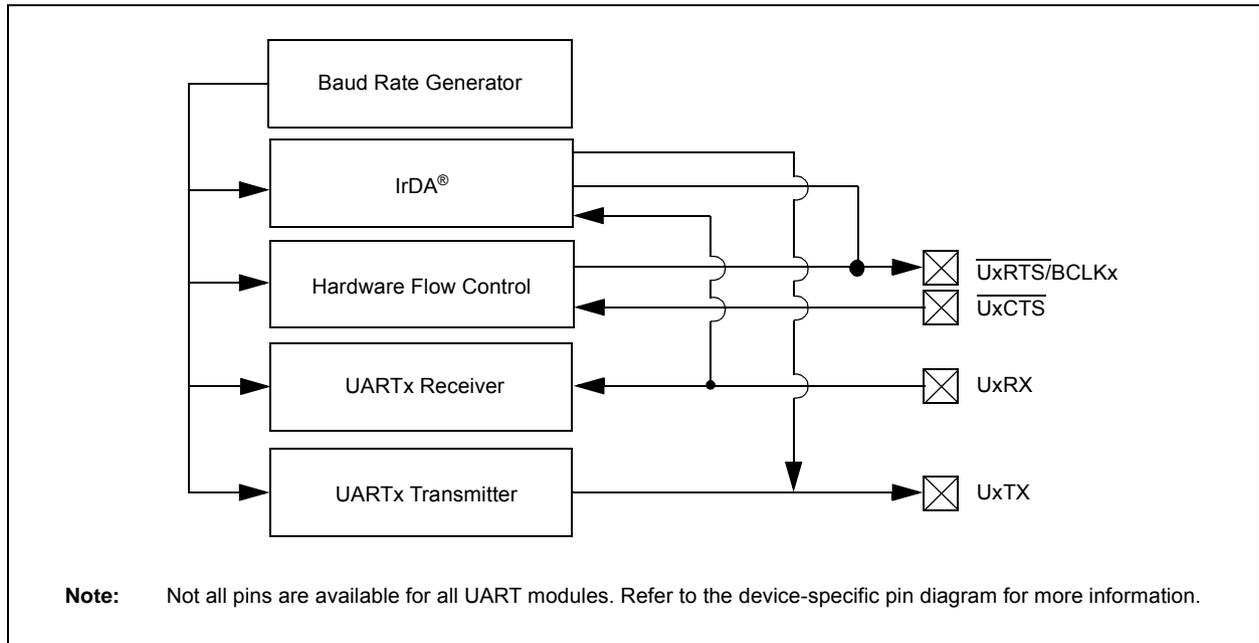 Baud Rate Generator
IrDA®
Hardware Flow Control
UxRTS/BCLKx
UxCTS
UARTx Receiver
UxRX
UARTx Transmitter
UxTX
Note: Not all pins are available for all UART modules. Refer to the device-specific pin diagram for more information.